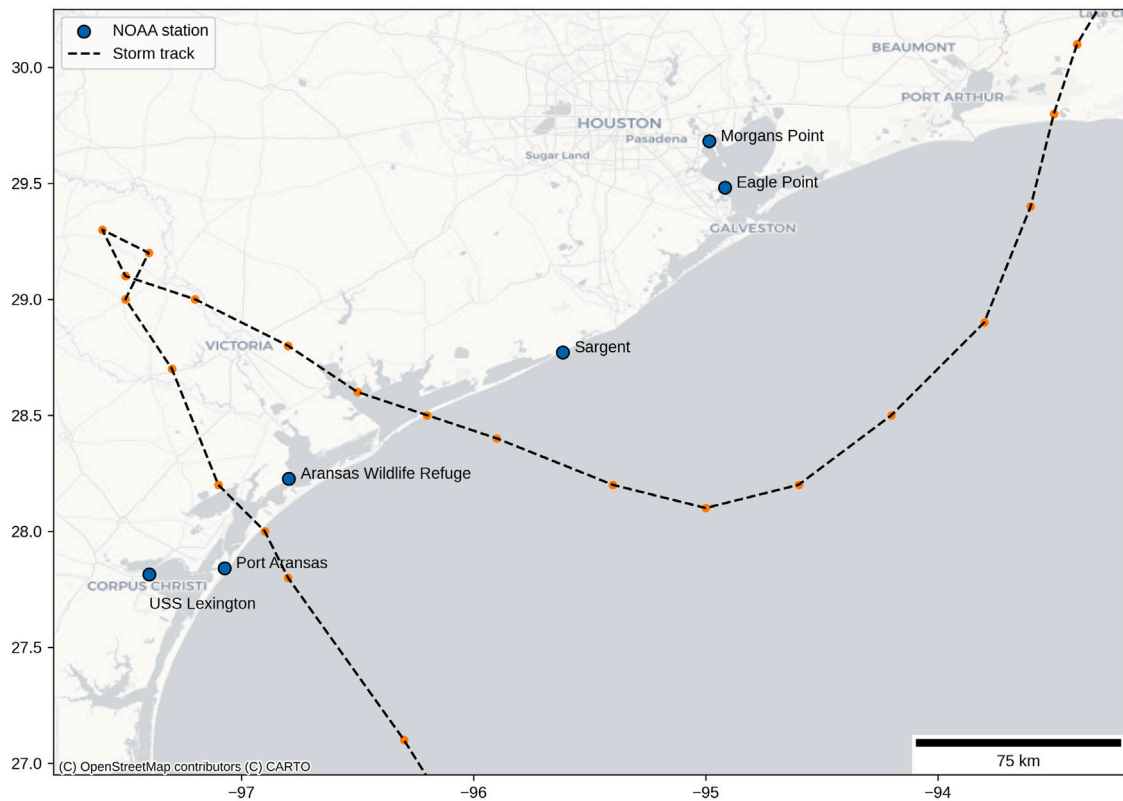 NOAA station
Storm track
Lake C
BEAUMONT
PORT ARTHUR
HOUSTON
Pasadena
Sugar Land
Morgans Point
Eagle Point
GALVESTON
VICTORIA
Sargent
Aransas Wildlife Refuge
Port Aransas
CORPUS CHRISTI
USS Lexington
30.0
29.5
29.0
28.5
28.0
27.5
27.0
75 km
(C) OpenStreetMap contributors (C) CARTO
−97
−96
−95
−94